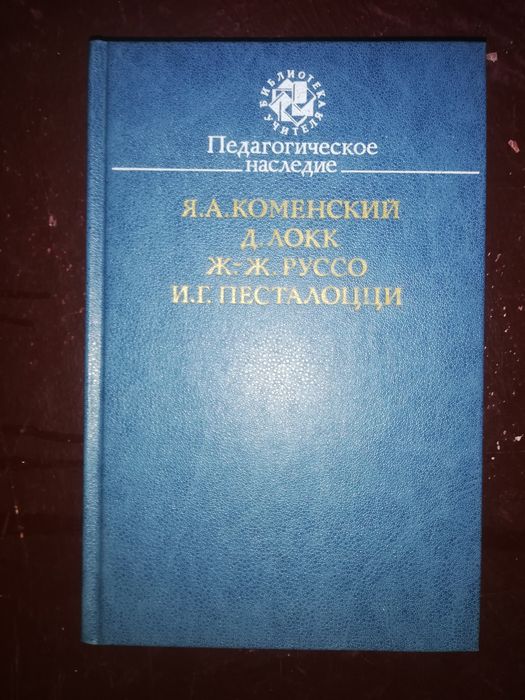 БИБЛИОТЕКА
УЧИТЕЛЯ
Педагогическое
наследие
Я.А.КОМЕНСКИЙ
Д.ЛОКК
Ж.-Ж. РУССО
И.Г. ПЕСТАЛОЦЦИ